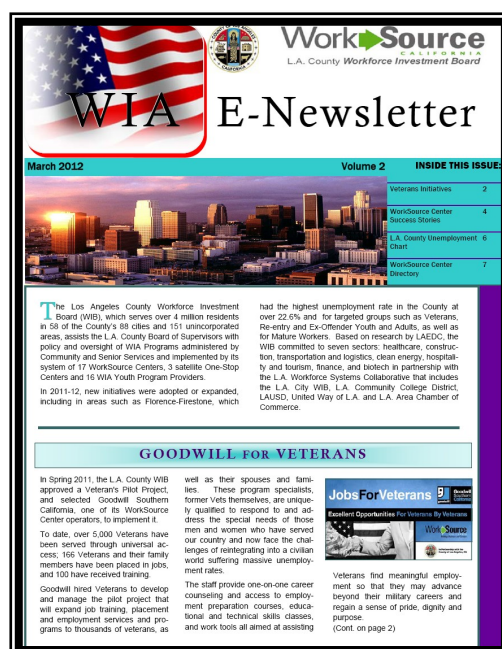 WorkSource
CALIFORNIA
L.A. County Workforce Investment Board
WIA E-Newsletter
March 2012 Volume 2 INSIDE THIS ISSUE:
Veterans Initiatives 2
WorkSource Center Success Stories 4
L.A. County Unemployment Chart 6
WorkSource Center Directory 7
The Los Angeles County Workforce Investment
Board (WIB), which serves over 4 million residents
in 58 of the County's 88 cities and 151 unincorporated
areas, assists the L.A. County Board of Supervisors with
policy and oversight of WIA Programs administered by
Community and Senior Services and implemented by its
system of 17 WorkSource Centers, 3 satellite One-Stop
Centers and 16 WIA Youth Program Providers.
In 2011-12, new initiatives were adopted or expanded,
including in areas such as Florence-Firestone, which
had the highest unemployment rate in the County at
over 22.6% and for targeted groups such as Veterans,
Re-entry and Ex-Offender Youth and Adults, as well as
for Mature Workers. Based on research by LAEDC, the
WIB committed to seven sectors: healthcare, construc-
tion, transportation and logistics, clean energy, hospitali-
ty and tourism, finance, and biotech in partnership with
the L.A. Workforce Systems Collaborative that includes
the L.A. City WIB, L.A. Community College District,
LAUSD, United Way of L.A. and L.A. Area Chamber of
Commerce.
GOODWILL FOR VETERANS
In Spring 2011, the L.A. County WIB
approved a Veteran's Pilot Project,
and selected Goodwill Southern
California, one of its WorkSource
Center operators, to implement it.
To date, over 5,000 Veterans have
been served through universal ac-
cess; 166 Veterans and their family
members have been placed in jobs,
and 100 have received training.
Goodwill hired Veterans to develop
and manage the pilot project that
will expand job training, placement
and employment services and pro-
grams to thousands of veterans, as
well as their spouses and fami-
lies. These program specialists,
former Vets themselves, are unique-
ly qualified to respond to and ad-
dress the special needs of those
men and women who have served
our country and now face the chal-
lenges of reintegrating into a civilian
world suffering massive unemploy-
ment rates.
The staff provide one-on-one career
counseling and access to employ-
ment preparation courses, educa-
tional and technical skills classes,
and work tools all aimed at assisting
JobsForVeterans
Excellent Opportunities For Veterans By Veterans
WorkSource
Veterans find meaningful employ-
ment so that they may advance
beyond their military careers and
regain a sense of pride, dignity and
purpose.
(Cont. on page 2)